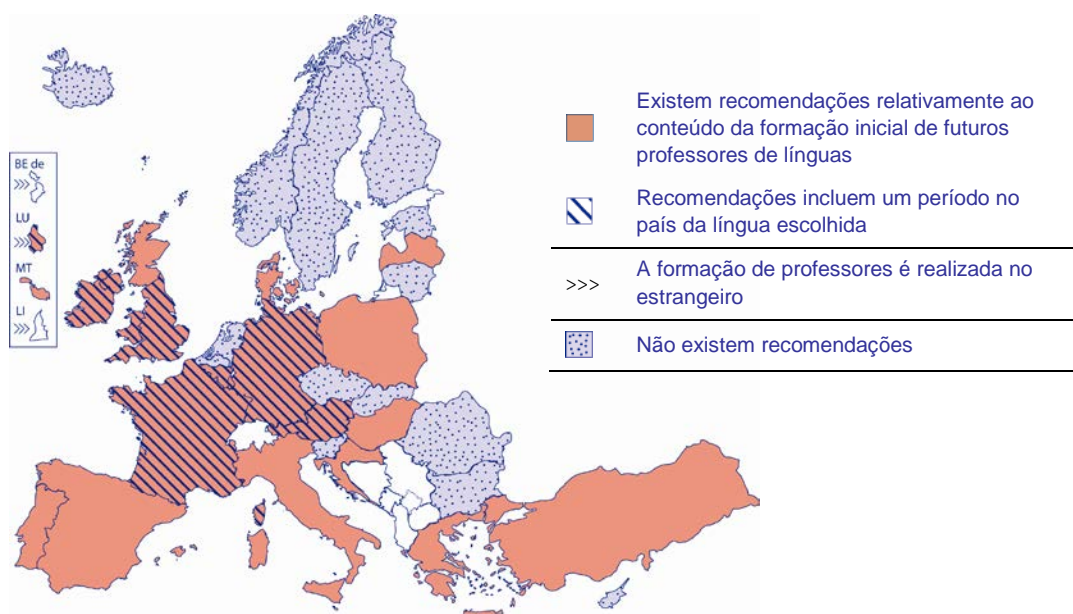 BE de
>>>
LU
>>>
MT
LI
>>>
Existem recomendações relativamente ao
conteúdo da formação inicial de futuros
professores de línguas
Recomendações incluem um período no
país da língua escolhida
>>>
A formação de professores é realizada no
estrangeiro
Não existem recomendações